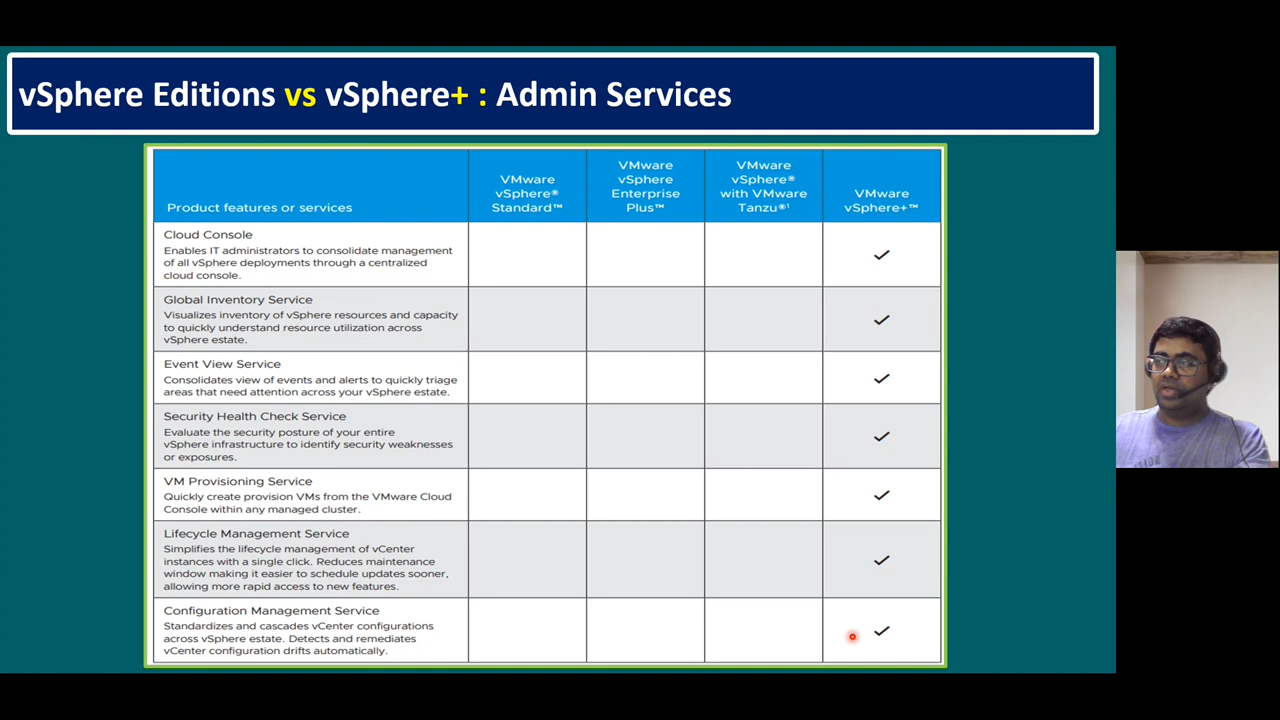 vSphere Editions vs vSphere+ : Admin Services
Product features or services
VMware
vSphere®
Standard™
VMware
vSphere
Enterprise
Plus™
VMware
vSphere®
with VMware
Tanzu®¹
VMware
vSphere+™
Cloud Console
Enables IT administrators to consolidate management
of all vSphere deployments through a centralized
cloud console.
Global Inventory Service
Visualizes inventory of vSphere resources and capacity
to quickly understand resource utilization across
vSphere estate.
Event View Service
Consolidates view of events and alerts to quickly triage
areas that need attention across your vSphere estate.
Security Health Check Service
Evaluate the security posture of your entire
vSphere infrastructure to identify security weaknesses
or exposures.
VM Provisioning Service
Quickly create provision VMs from the VMware Cloud
Console within any managed cluster.
Lifecycle Management Service
Simplifies the lifecycle management of vCenter
instances with a single click. Reduces maintenance
window making it easier to schedule updates sooner,
allowing more rapid access to new features.
Configuration Management Service
Standardizes and cascades vCenter configurations
across vSphere estate. Detects and remediates
vCenter configuration drifts automatically.